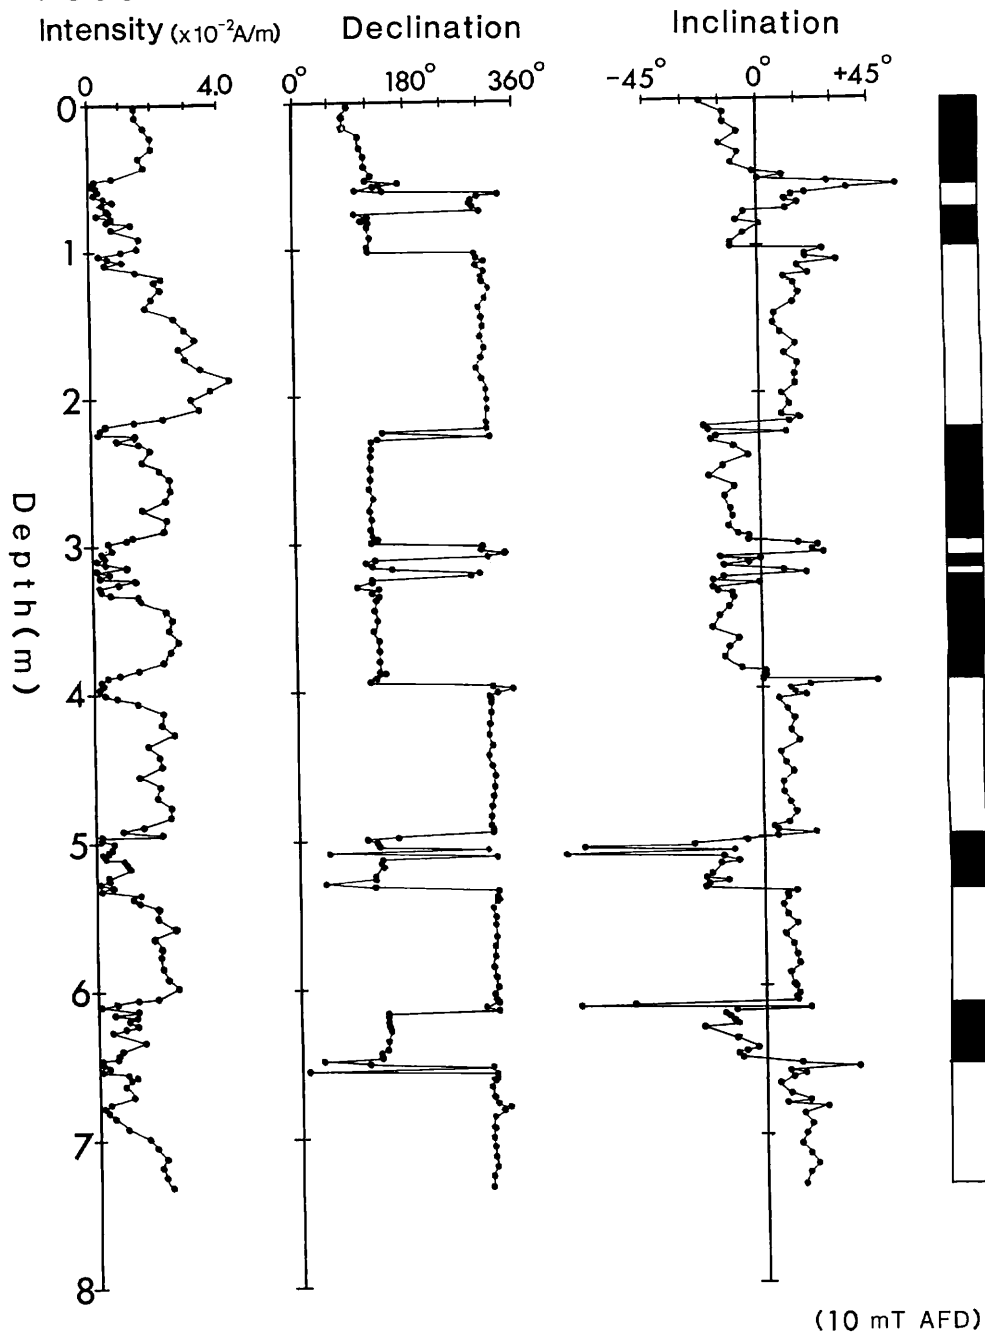 Intensity (x10⁻²A/m) Declination Inclination
0 4.0 0° 180° 360° -45° 0° +45°
0
1
2
3
4
5
6
7
8
Depth(m)
(10 mT AFD)